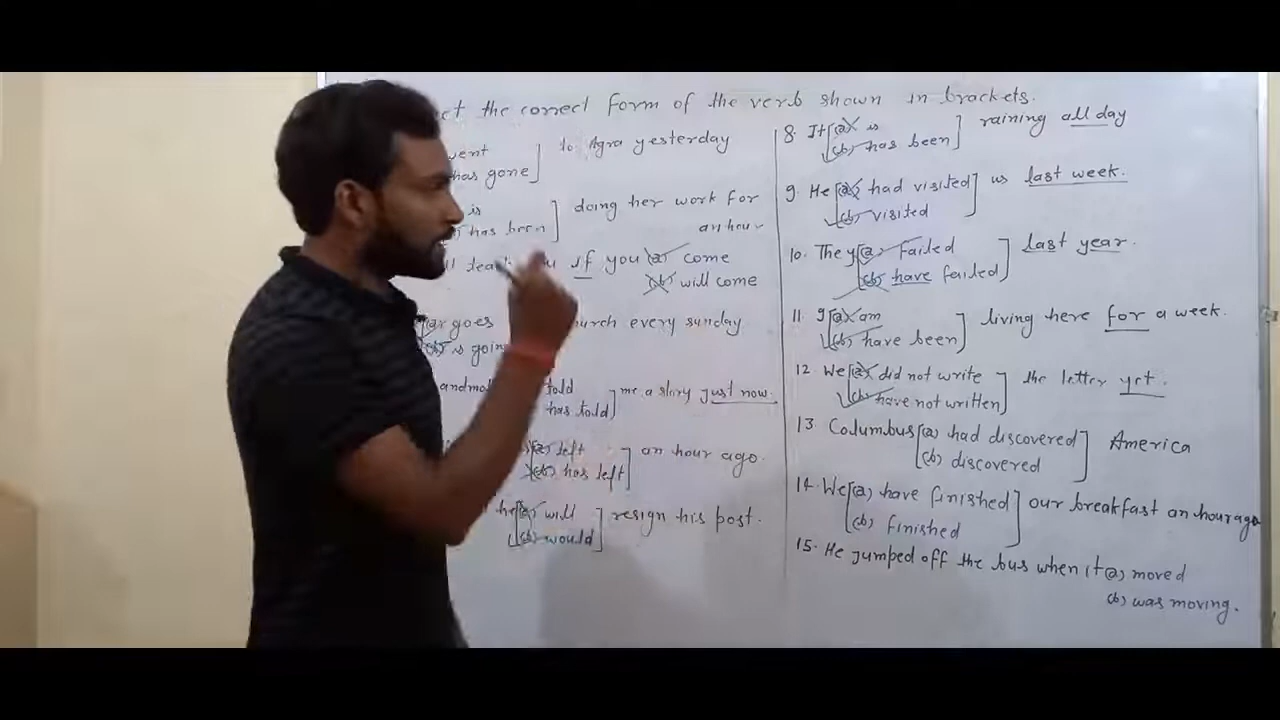 ct the correct form of the verb shown in brackets.
went
has gone
to Agra yesterday
is
has been
doing her work for
an hour
if you (a) come
(b) will come
(a) goes
church every sunday
(b) is going
told
has told
me a story just now.
(a) left
(b) has left
an hour ago.
he (a) will
(b) would
resign his post.
8. It (a) is
(b) has been
raining all day
9. He (a) had visited
(b) visited
us last week.
10. They (a) Failed
(b) have failed
last year.
11. I (a) am
(b) have been
living here for a week.
12. We (a) did not write
(b) have not written
the letter yet.
13. Columbus (a) had discovered
(b) discovered
America
14. We (a) have finished
(b) finished
our breakfast an hour ago
15. He jumped off the bus when it (a) moved
(b) was moving.